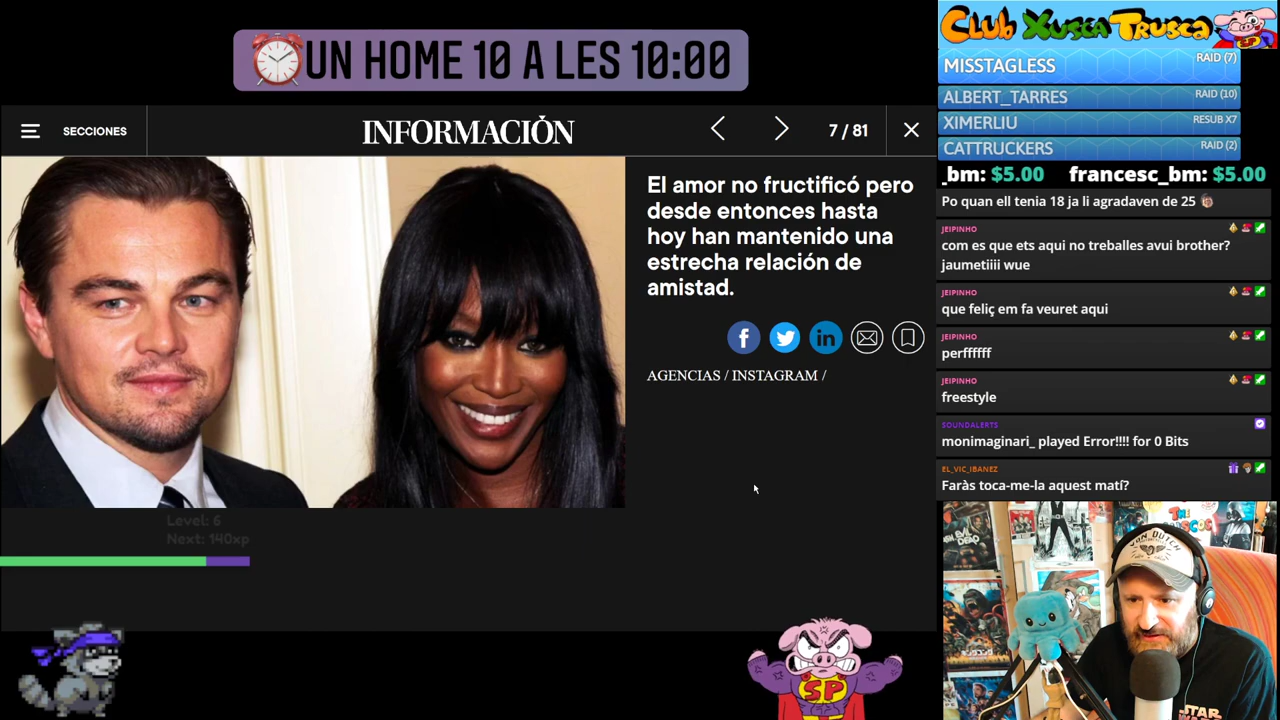 UN HOME 10 A LES 10:00
SECCIONES
INFORMACIÓN
7 / 81
El amor no fructificó pero
desde entonces hasta
hoy han mantenido una
estrecha relación de
amistad.
AGENCIAS / INSTAGRAM /
Level: 6
Next: 140xp
SP
Club Xusca Trusca
MISSTAGLESS RAID (7)
ALBERT_TARRES RAID (10)
XIMERLIU RESUB X7
CATTRUCKERS RAID (2)
_bm: $5.00 francesc_bm: $5.00
Po quan ell tenia 18 ja li agradaven de 25
JEIPINHO
com es que ets aqui no treballes avui brother?
jaumetiiii wue
JEIPINHO
que feliç em fa veuret aqui
JEIPINHO
perffffff
JEIPINHO
freestyle
SOUNDALERTS
monimaginari_ played Error!!!! for 0 Bits
EL_VIC_IBANEZ
Faràs toca-me-la aquest matí?
VON DUTCH
STAR